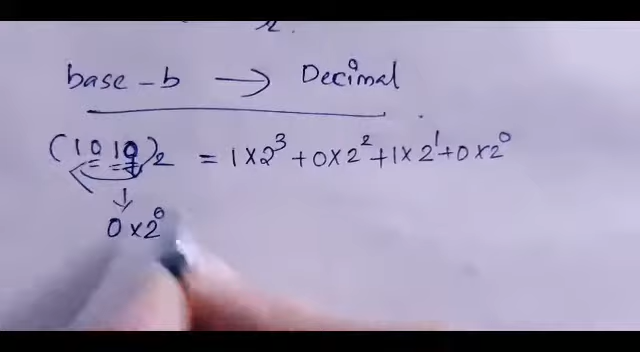 base-b → Decimal
(1010)₂ = 1×2³+0×2²+1×2¹+0×2⁰
↓
0×2⁰